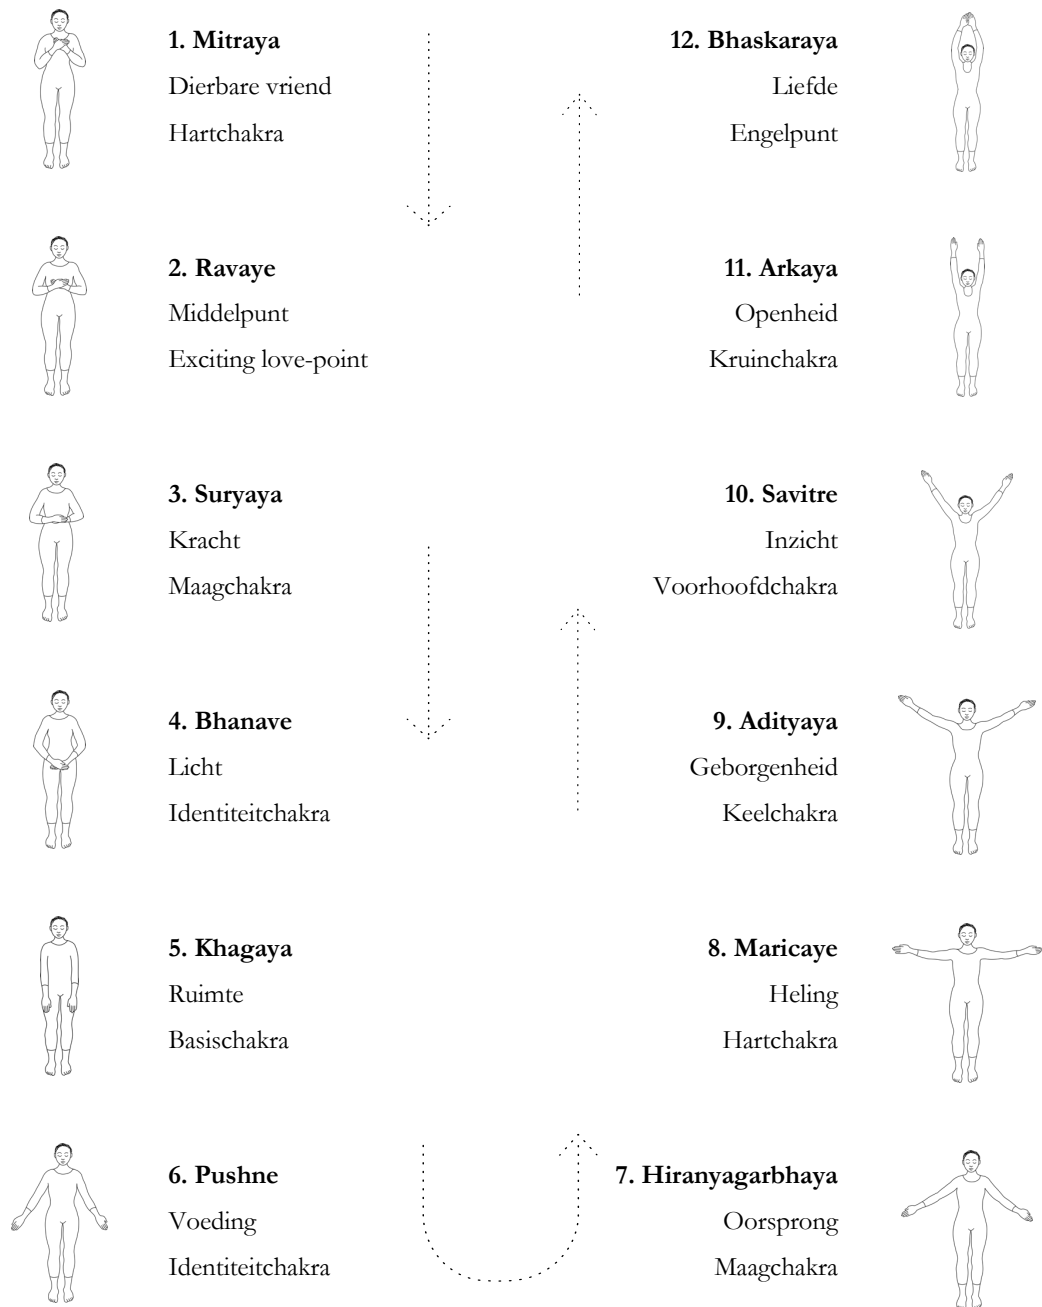 1. Mitraya
Dierbare vriend
Hartchakra
2. Ravaye
Middelpunt
Exciting love-point
3. Suryaya
Kracht
Maagchakra
4. Bhanave
Licht
Identiteitchakra
5. Khagaya
Ruimte
Basischakra
6. Pushne
Voeding
Identiteitchakra
7. Hiranyagarbhaya
Oorsprong
Maagchakra
8. Maricaye
Heling
Hartchakra
9. Adityaya
Geborgenheid
Keelchakra
10. Savitre
Inzicht
Voorhoofdchakra
11. Arkaya
Openheid
Kruinchakra
12. Bhaskaraya
Liefde
Engelpunt